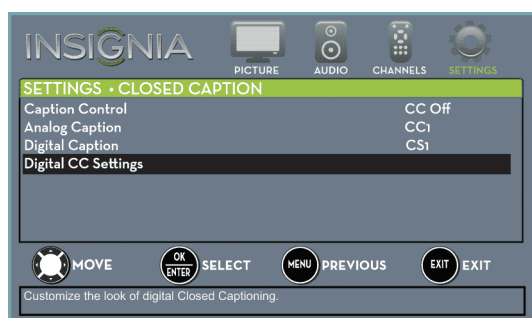 INSIGNIA
PICTURE AUDIO CHANNELS SETTINGS
SETTINGS • CLOSED CAPTION
Caption Control CC Off
Analog Caption CC1
Digital Caption CS1
Digital CC Settings
MOVE OK ENTER SELECT MENU PREVIOUS EXIT EXIT
Customize the look of digital Closed Captioning.